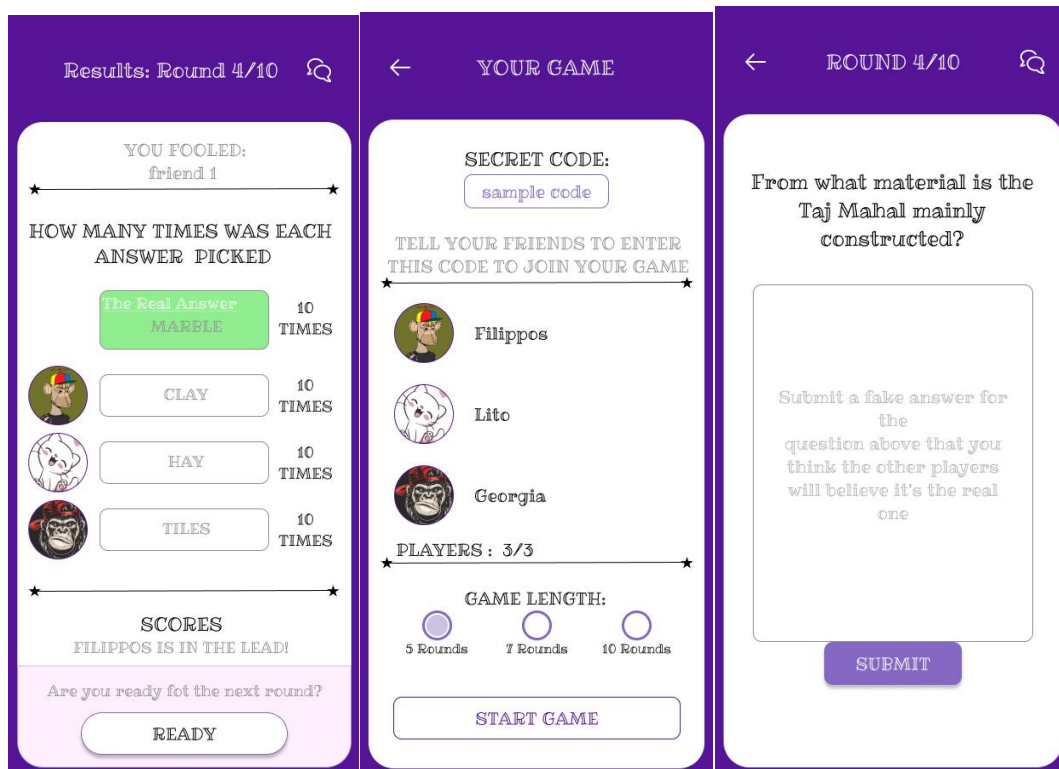 Results: Round 4/10
YOU FOOLED:
friend 1
HOW MANY TIMES WAS EACH
ANSWER PICKED
The Real Answer
MARBLE
10
TIMES
CLAY
10
TIMES
HAY
10
TIMES
TILES
10
TIMES
SCORES
FILIPPOS IS IN THE LEAD!
Are you ready fot the next round?
READY
YOUR GAME
SECRET CODE:
sample code
TELL YOUR FRIENDS TO ENTER
THIS CODE TO JOIN YOUR GAME
Filippos
Lito
Georgia
PLAYERS : 3/3
GAME LENGTH:
5 Rounds
7 Rounds
10 Rounds
START GAME
ROUND 4/10
From what material is the
Taj Mahal mainly
constructed?
Submit a fake answer for
the
question above that you
think the other players
will believe it's the real
one
SUBMIT